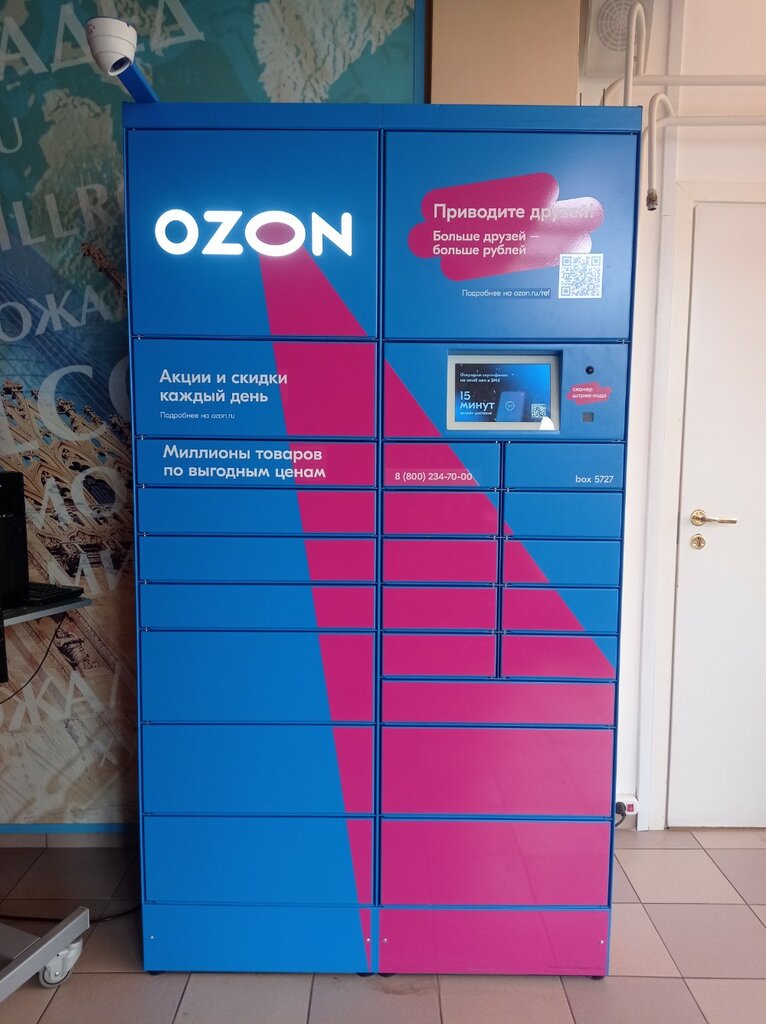 OZON
Приводите друзей!
Больше друзей —
больше рублей
Подробнее на ozon.ru/ref
Акции и скидки
каждый день
Подробнее на ozon.ru
15
минут
сканер
штрих-кода
Миллионы товаров
по выгодным ценам
8 (800) 234-70-00
box 5727